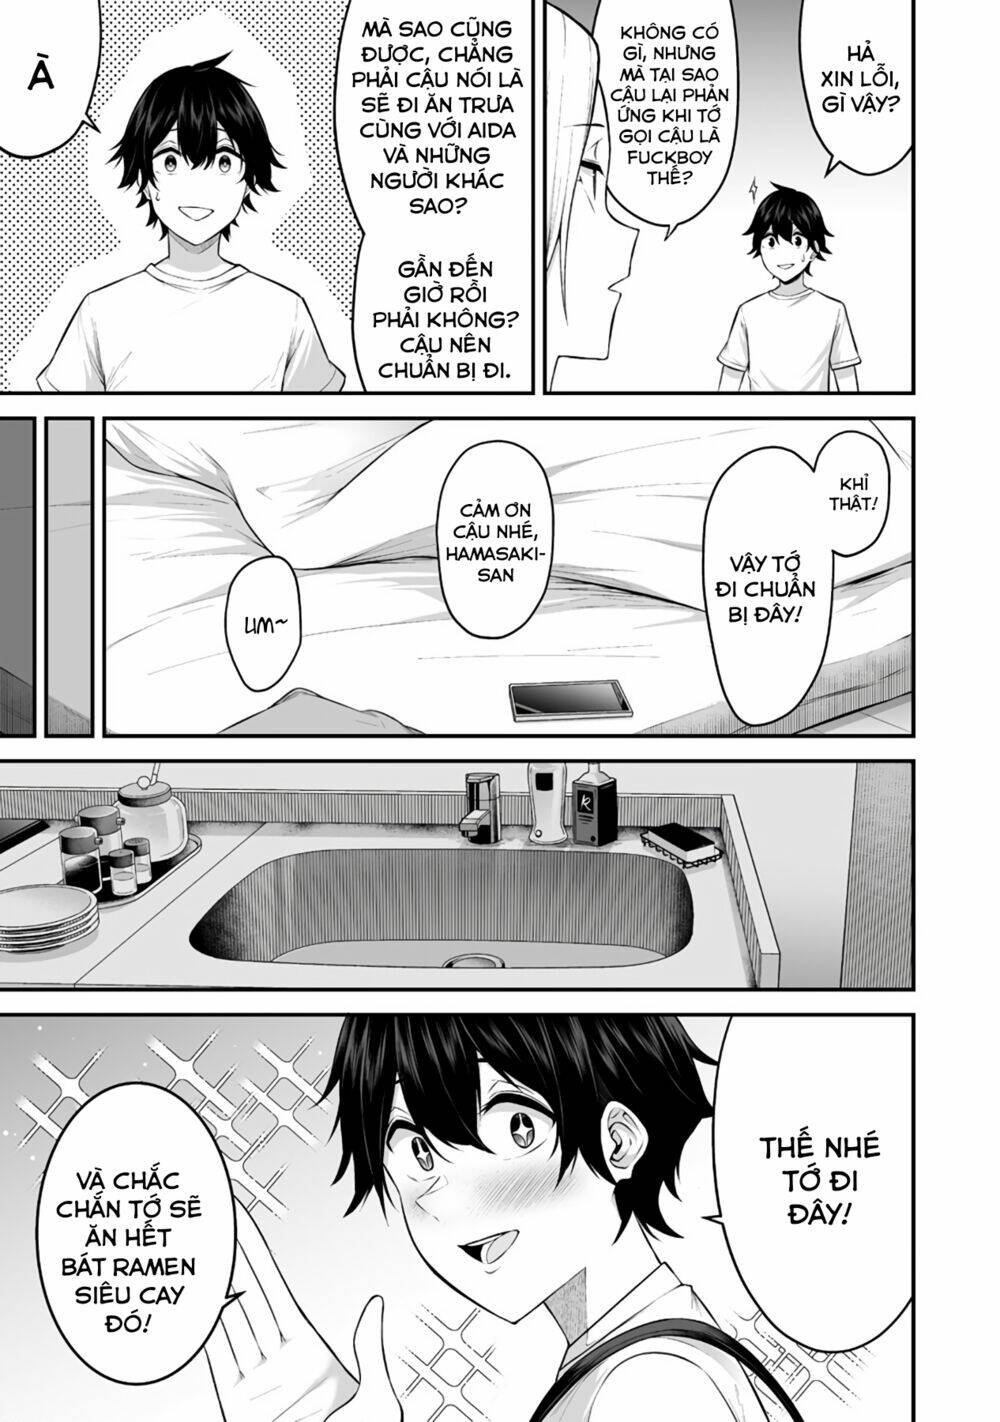 HẢ
XIN LỖI,
GÌ VẬY?
KHÔNG CÓ
GÌ, NHƯNG
MÀ TẠI SAO
CẬU LẠI PHẢN
ỨNG KHI TỚ
GỌI CẬU LÀ
FUCKBOY
THẾ?
MÀ SAO CŨNG
ĐƯỢC, CHẲNG
PHẢI CẬU NÓI LÀ
SẼ ĐI ĂN TRƯA
CÙNG VỚI AIDA
VÀ NHỮNG
NGƯỜI KHÁC
SAO?
GẦN ĐẾN
GIỜ RỒI
PHẢI KHÔNG?
CẬU NÊN
CHUẨN BỊ ĐI.
À
KHỈ
THẬT!
VẬY TỚ
ĐI CHUẨN
BỊ ĐÂY!
CẢM ƠN
CẬU NHÉ,
HAMASAKI-
SAN
UM~
K
THẾ NHÉ
TỚ ĐI
ĐÂY!
VÀ CHẮC
CHẮN TỚ SẼ
ĂN HẾT
BÁT RAMEN
SIÊU CAY
ĐÓ!